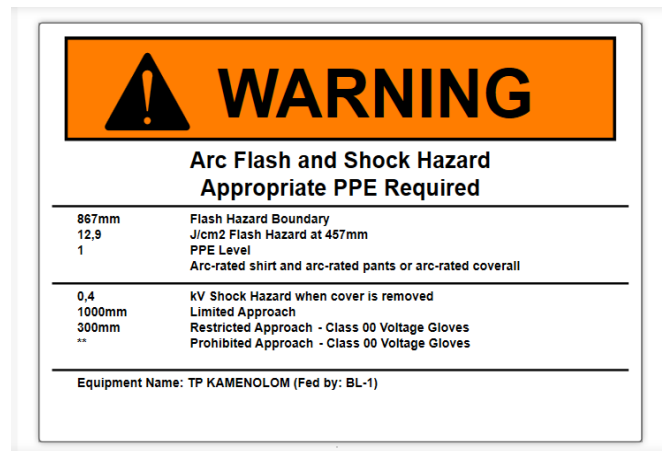 WARNING
Arc Flash and Shock Hazard
Appropriate PPE Required
867mm Flash Hazard Boundary
12,9 J/cm2 Flash Hazard at 457mm
1 PPE Level
Arc-rated shirt and arc-rated pants or arc-rated coverall
0,4 kV Shock Hazard when cover is removed
1000mm Limited Approach
300mm Restricted Approach - Class 00 Voltage Gloves
** Prohibited Approach - Class 00 Voltage Gloves
Equipment Name: TP KAMENOLOM (Fed by: BL-1)